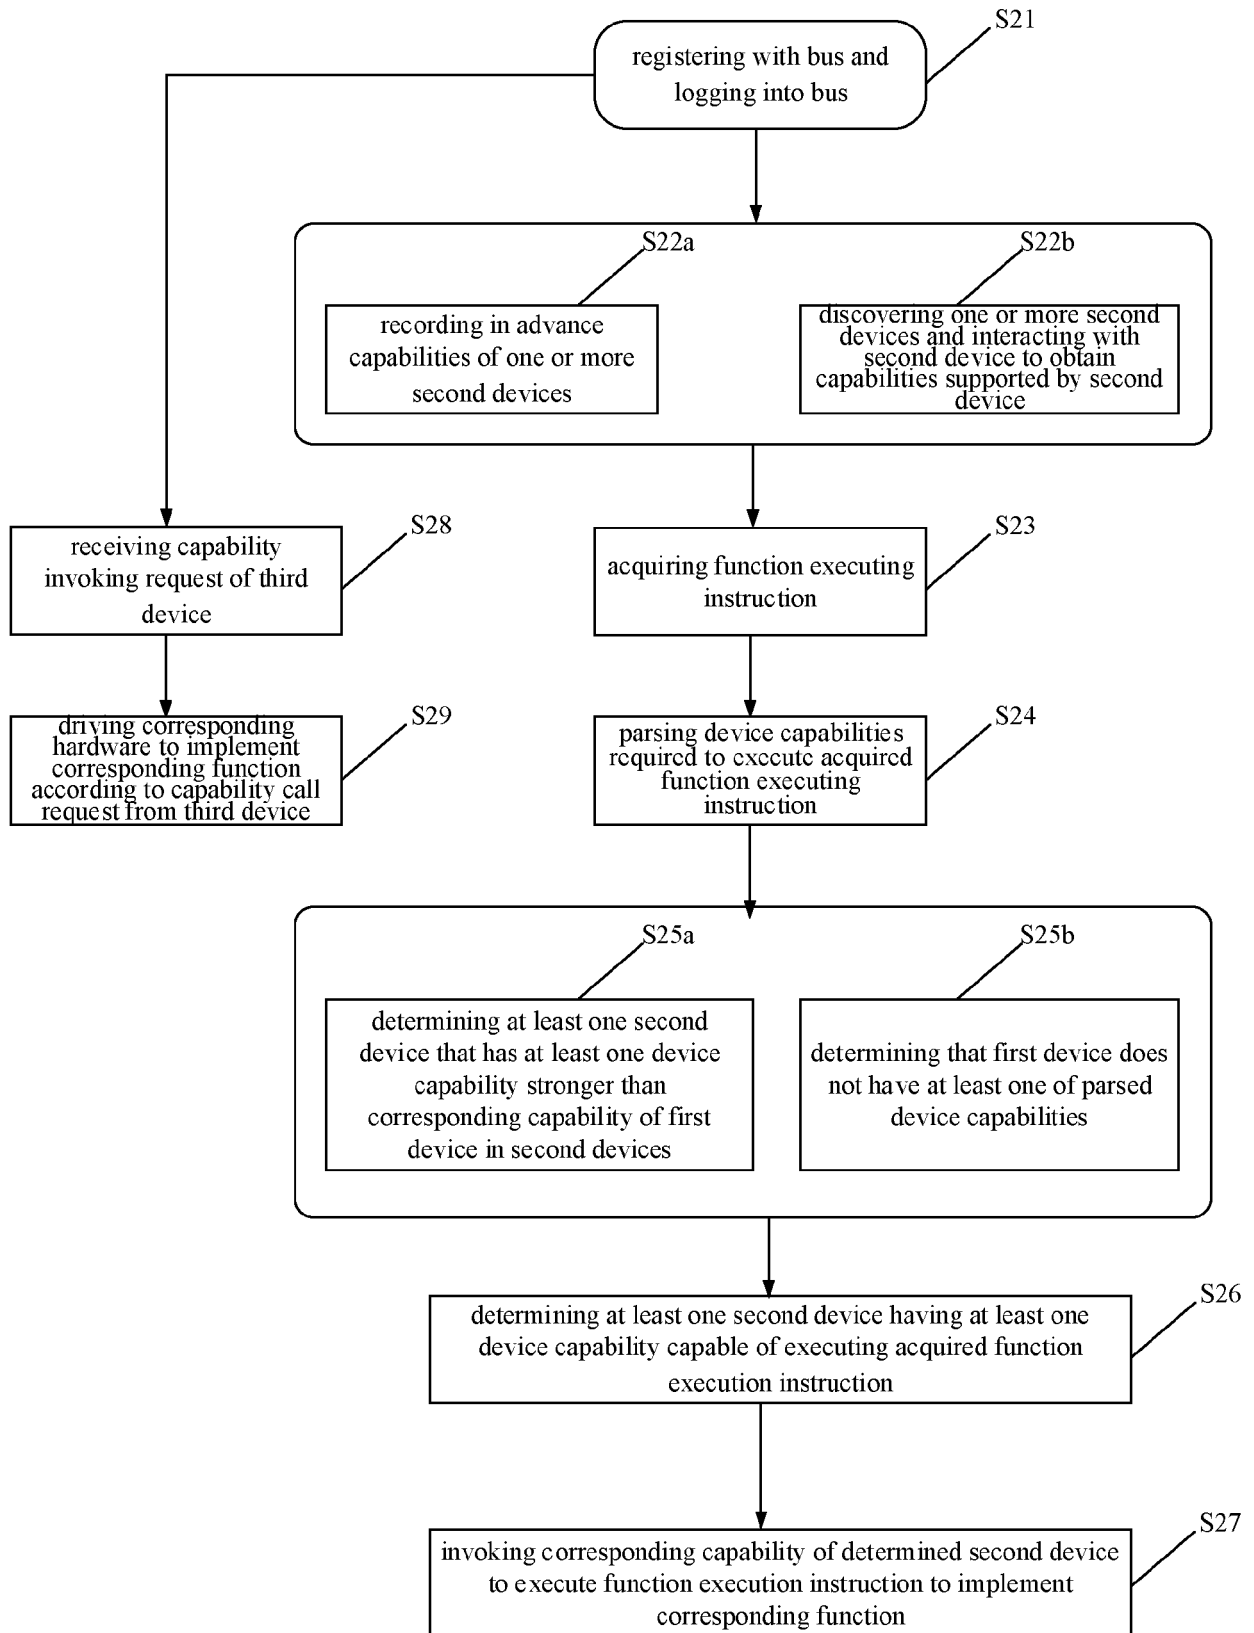 S21
registering with bus and
logging into bus
S22a
S22b
recording in advance
capabilities of one or more
second devices
discovering one or more second
devices and interacting with
second device to obtain
capabilities supported by second
device
S28
receiving capability
invoking request of third
device
S23
acquiring function executing
instruction
S29
driving corresponding
hardware to implement
corresponding function
according to capability call
request from third device
S24
parsing device capabilities
required to execute acquired
function executing
instruction
S25a
S25b
determining at least one second
device that has at least one device
capability stronger than
corresponding capability of first
device in second devices
determining that first device does
not have at least one of parsed
device capabilities
S26
determining at least one second device having at least one
device capability capable of executing acquired function
execution instruction
S27
invoking corresponding capability of determined second device
to execute function execution instruction to implement
corresponding function